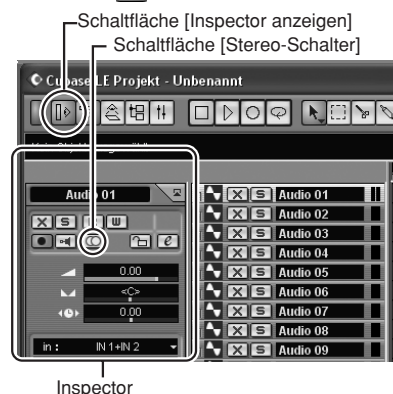 Schaltfläche [Inspector anzeigen]
Schaltfläche [Stereo-Schalter]
Cubase LE Projekt - Unbenannt
Audio 01
X S W
e
0.00
<C>
0.00
in : IN 1+IN 2
X S Audio 01
X S Audio 02
X S Audio 03
X S Audio 04
X S Audio 05
X S Audio 06
X S Audio 07
X S Audio 08
X S Audio 09
Inspector